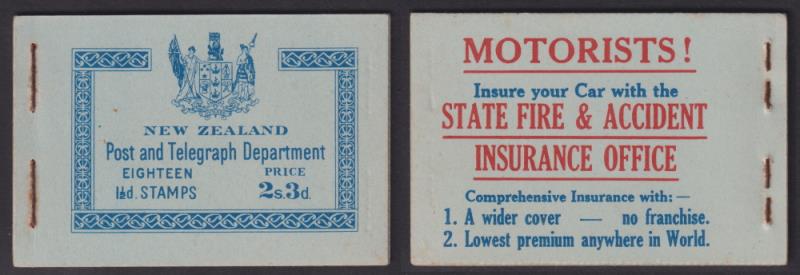 NEW ZEALAND
Post and Telegraph Department
EIGHTEEN PRICE
1½d. STAMPS 2s.3d.
MOTORISTS!
Insure your Car with the
STATE FIRE & ACCIDENT
INSURANCE OFFICE
Comprehensive Insurance with:—
1. A wider cover — no franchise.
2. Lowest premium anywhere in World.